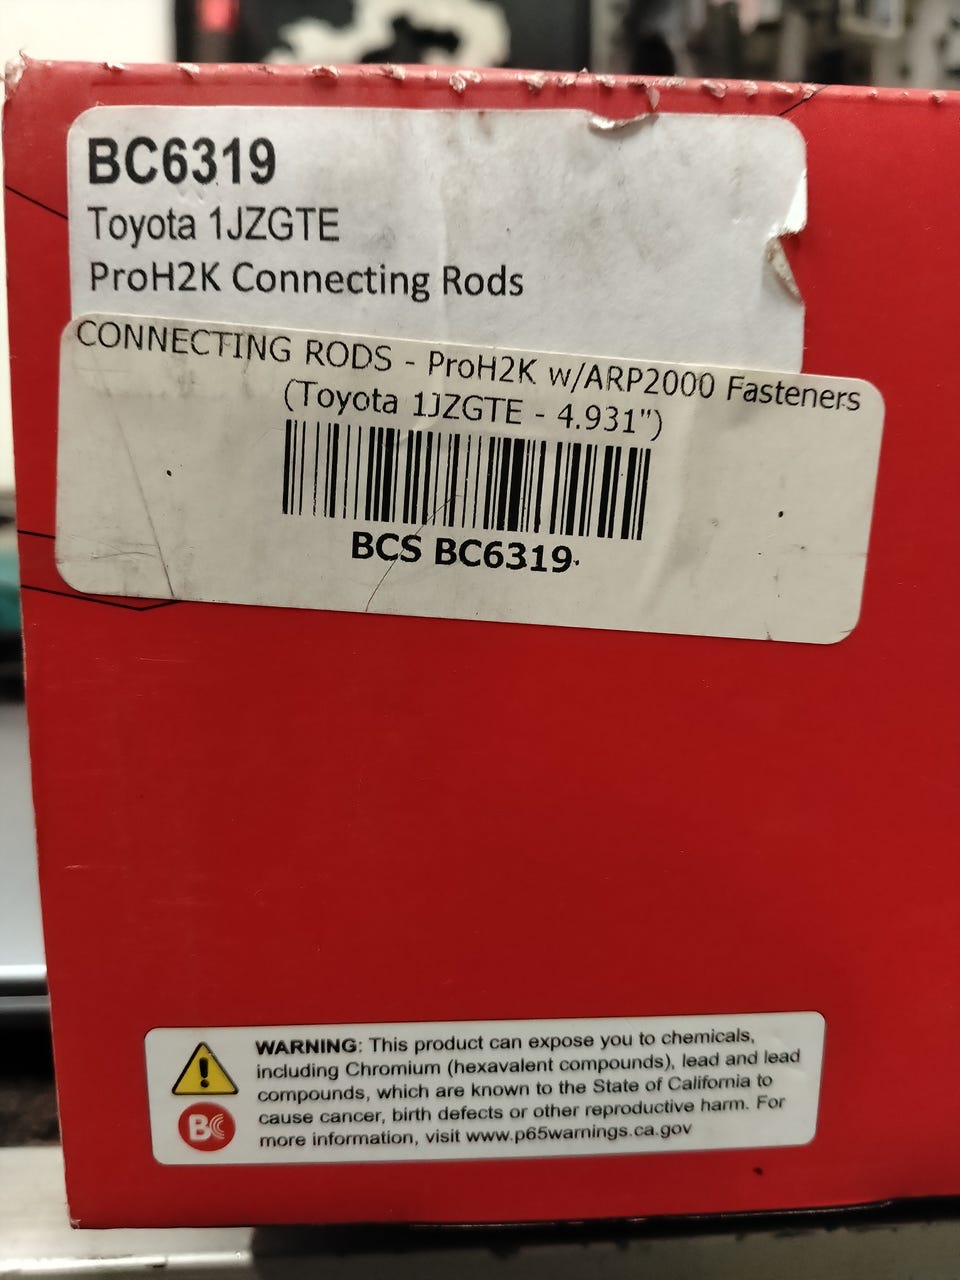 BC6319
Toyota 1JZGTE
ProH2K Connecting Rods
CONNECTING RODS - ProH2K w/ARP2000 Fasteners
(Toyota 1JZGTE - 4.931")
BCS BC6319
WARNING: This product can expose you to chemicals,
including Chromium (hexavalent compounds), lead and lead
compounds, which are known to the State of California to
cause cancer, birth defects or other reproductive harm. For
more information, visit www.p65warnings.ca.gov
BC